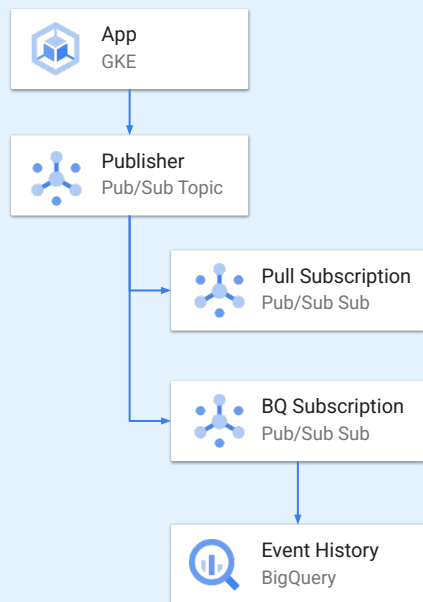 App
GKE
Publisher
Pub/Sub Topic
Pull Subscription
Pub/Sub Sub
BQ Subscription
Pub/Sub Sub
Event History
BigQuery